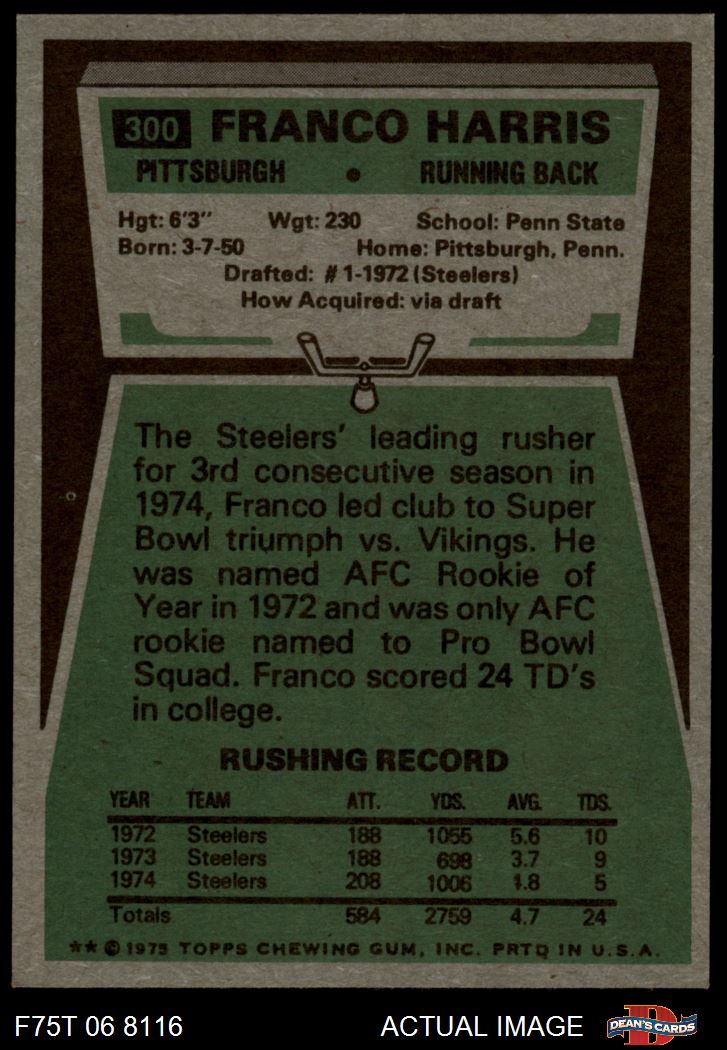 300 FRANCO HARRIS
PITTSBURGH • RUNNING BACK
Hgt: 6'3" Wgt: 230 School: Penn State
Born: 3-7-50 Home: Pittsburgh, Penn.
Drafted: #1-1972 (Steelers)
How Acquired: via draft
The Steelers' leading rusher
for 3rd consecutive season in
1974, Franco led club to Super
Bowl triumph vs. Vikings. He
was named AFC Rookie of
Year in 1972 and was only AFC
rookie named to Pro Bowl
Squad. Franco scored 24 TD's
in college.
RUSHING RECORD
YEAR TEAM ATT. YDS. AVG. TDS.
1972 Steelers 188 1055 5.6 10
1973 Steelers 188 698 3.7 9
1974 Steelers 208 1006 4.8 5
Totals 584 2759 4.7 24
** © 1975 TOPPS CHEWING GUM, INC. PRTD IN U.S.A.
F75T 06 8116 ACTUAL IMAGE DEAN'S CARDS